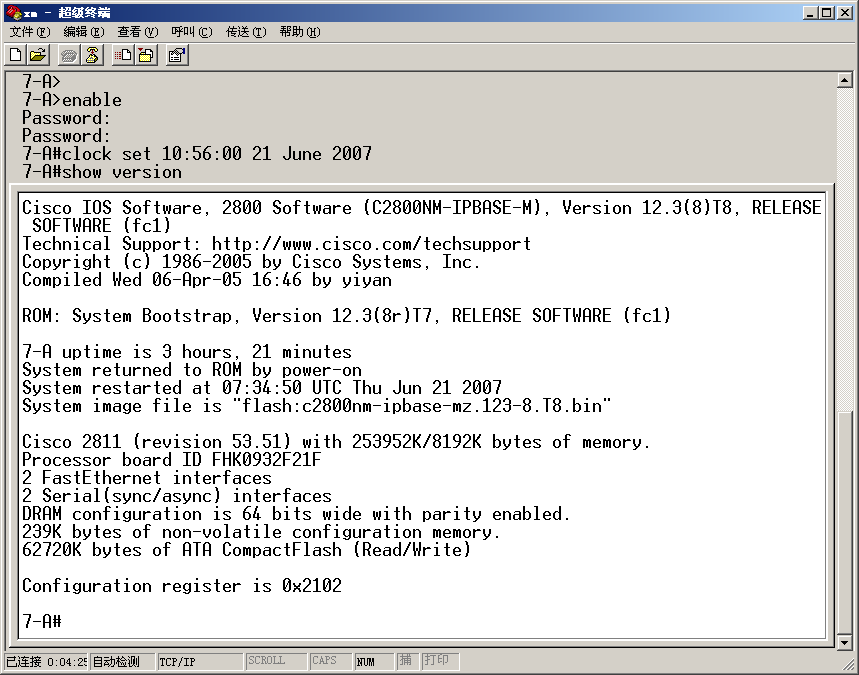 xm - 超级终端
文件(F) 编辑(E) 查看(V) 呼叫(C) 传送(T) 帮助(H)
7-A>
7-A>enable
Password:
Password:
7-A#clock set 10:56:00 21 June 2007
7-A#show version
Cisco IOS Software, 2800 Software (C2800NM-IPBASE-M), Version 12.3(8)T8, RELEASE
SOFTWARE (fc1)
Technical Support: http://www.cisco.com/techsupport
Copyright (c) 1986-2005 by Cisco Systems, Inc.
Compiled Wed 06-Apr-05 16:46 by yiyan
ROM: System Bootstrap, Version 12.3(8r)T7, RELEASE SOFTWARE (fc1)
7-A uptime is 3 hours, 21 minutes
System returned to ROM by power-on
System restarted at 07:34:50 UTC Thu Jun 21 2007
System image file is "flash:c2800nm-ipbase-mz.123-8.T8.bin"
Cisco 2811 (revision 53.51) with 253952K/8192K bytes of memory.
Processor board ID FHK0932F21F
2 FastEthernet interfaces
2 Serial(sync/async) interfaces
DRAM configuration is 64 bits wide with parity enabled.
239K bytes of non-volatile configuration memory.
62720K bytes of ATA CompactFlash (Read/Write)
Configuration register is 0x2102
7-A#
已连接 0:04:25 自动检测 TCP/IP SCROLL CAPS NUM 捕 打印